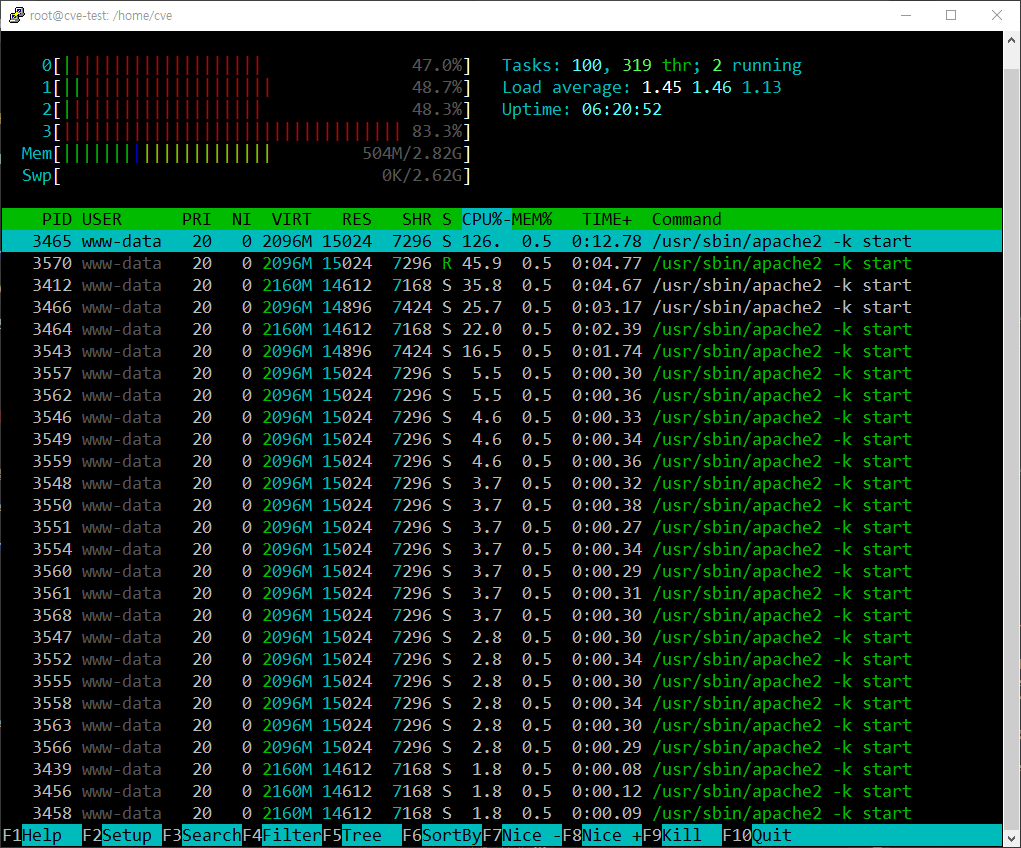 root@cve-test: /home/cve
0[ 47.0%] Tasks: 100, 319 thr; 2 running
1[ 48.7%] Load average: 1.45 1.46 1.13
2[ 48.3%] Uptime: 06:20:52
3[ 83.3%]
Mem[ 504M/2.82G]
Swp[ 0K/2.62G]
PID USER PRI NI VIRT RES SHR S CPU%-MEM% TIME+ Command
3465 www-data 20 0 2096M 15024 7296 S 126. 0.5 0:12.78 /usr/sbin/apache2 -k start
3570 www-data 20 0 2096M 15024 7296 R 45.9 0.5 0:04.77 /usr/sbin/apache2 -k start
3412 www-data 20 0 2160M 14612 7168 S 35.8 0.5 0:04.67 /usr/sbin/apache2 -k start
3466 www-data 20 0 2096M 14896 7424 S 25.7 0.5 0:03.17 /usr/sbin/apache2 -k start
3464 www-data 20 0 2160M 14612 7168 S 22.0 0.5 0:02.39 /usr/sbin/apache2 -k start
3543 www-data 20 0 2096M 14896 7424 S 16.5 0.5 0:01.74 /usr/sbin/apache2 -k start
3557 www-data 20 0 2096M 15024 7296 S 5.5 0.5 0:00.30 /usr/sbin/apache2 -k start
3562 www-data 20 0 2096M 15024 7296 S 5.5 0.5 0:00.36 /usr/sbin/apache2 -k start
3546 www-data 20 0 2096M 15024 7296 S 4.6 0.5 0:00.33 /usr/sbin/apache2 -k start
3549 www-data 20 0 2096M 15024 7296 S 4.6 0.5 0:00.34 /usr/sbin/apache2 -k start
3559 www-data 20 0 2096M 15024 7296 S 4.6 0.5 0:00.36 /usr/sbin/apache2 -k start
3548 www-data 20 0 2096M 15024 7296 S 3.7 0.5 0:00.32 /usr/sbin/apache2 -k start
3550 www-data 20 0 2096M 15024 7296 S 3.7 0.5 0:00.38 /usr/sbin/apache2 -k start
3551 www-data 20 0 2096M 15024 7296 S 3.7 0.5 0:00.27 /usr/sbin/apache2 -k start
3554 www-data 20 0 2096M 15024 7296 S 3.7 0.5 0:00.34 /usr/sbin/apache2 -k start
3560 www-data 20 0 2096M 15024 7296 S 3.7 0.5 0:00.29 /usr/sbin/apache2 -k start
3561 www-data 20 0 2096M 15024 7296 S 3.7 0.5 0:00.31 /usr/sbin/apache2 -k start
3568 www-data 20 0 2096M 15024 7296 S 3.7 0.5 0:00.30 /usr/sbin/apache2 -k start
3547 www-data 20 0 2096M 15024 7296 S 2.8 0.5 0:00.30 /usr/sbin/apache2 -k start
3552 www-data 20 0 2096M 15024 7296 S 2.8 0.5 0:00.34 /usr/sbin/apache2 -k start
3555 www-data 20 0 2096M 15024 7296 S 2.8 0.5 0:00.30 /usr/sbin/apache2 -k start
3558 www-data 20 0 2096M 15024 7296 S 2.8 0.5 0:00.34 /usr/sbin/apache2 -k start
3563 www-data 20 0 2096M 15024 7296 S 2.8 0.5 0:00.30 /usr/sbin/apache2 -k start
3566 www-data 20 0 2096M 15024 7296 S 2.8 0.5 0:00.29 /usr/sbin/apache2 -k start
3439 www-data 20 0 2160M 14612 7168 S 1.8 0.5 0:00.08 /usr/sbin/apache2 -k start
3456 www-data 20 0 2160M 14612 7168 S 1.8 0.5 0:00.12 /usr/sbin/apache2 -k start
3458 www-data 20 0 2160M 14612 7168 S 1.8 0.5 0:00.09 /usr/sbin/apache2 -k start
F1Help F2Setup F3SearchF4FilterF5Tree F6SortByF7Nice -F8Nice +F9Kill F10Quit